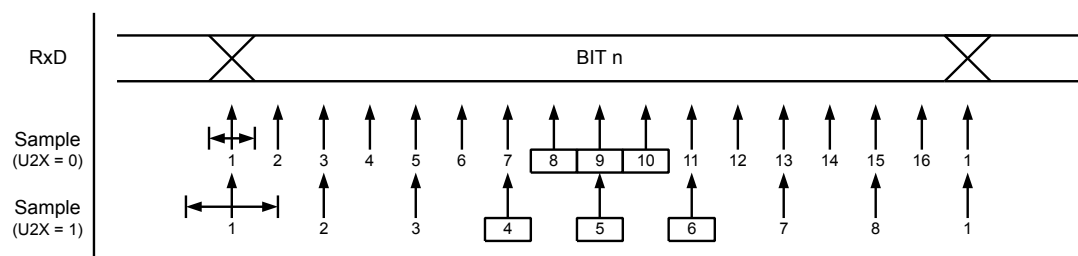 RxD BIT n
Sample
(U2X = 0)
1 2 3 4 5 6 7 8 9 10 11 12 13 14 15 16 1
Sample
(U2X = 1)
1 2 3 4 5 6 7 8 1